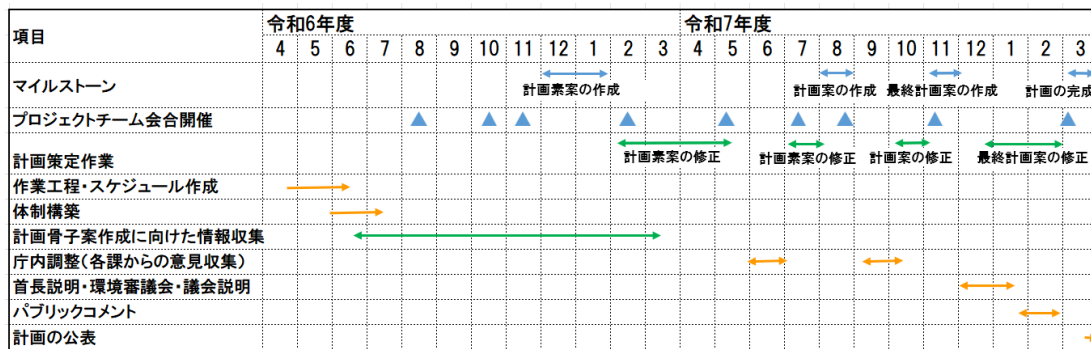 項目
令和6年度
令和7年度
4 5 6 7 8 9 10 11 12 1 2 3 4 5 6 7 8 9 10 11 12 1 2 3
マイルストーン
計画素案の作成
計画案の作成
最終計画案の作成
計画の完成
プロジェクトチーム会合開催
計画策定作業
計画素案の修正
計画素案の修正
計画案の修正
最終計画案の修正
作業工程・スケジュール作成
体制構築
計画骨子案作成に向けた情報収集
庁内調整(各課からの意見収集)
首長説明・環境審議会・議会説明
パブリックコメント
計画の公表